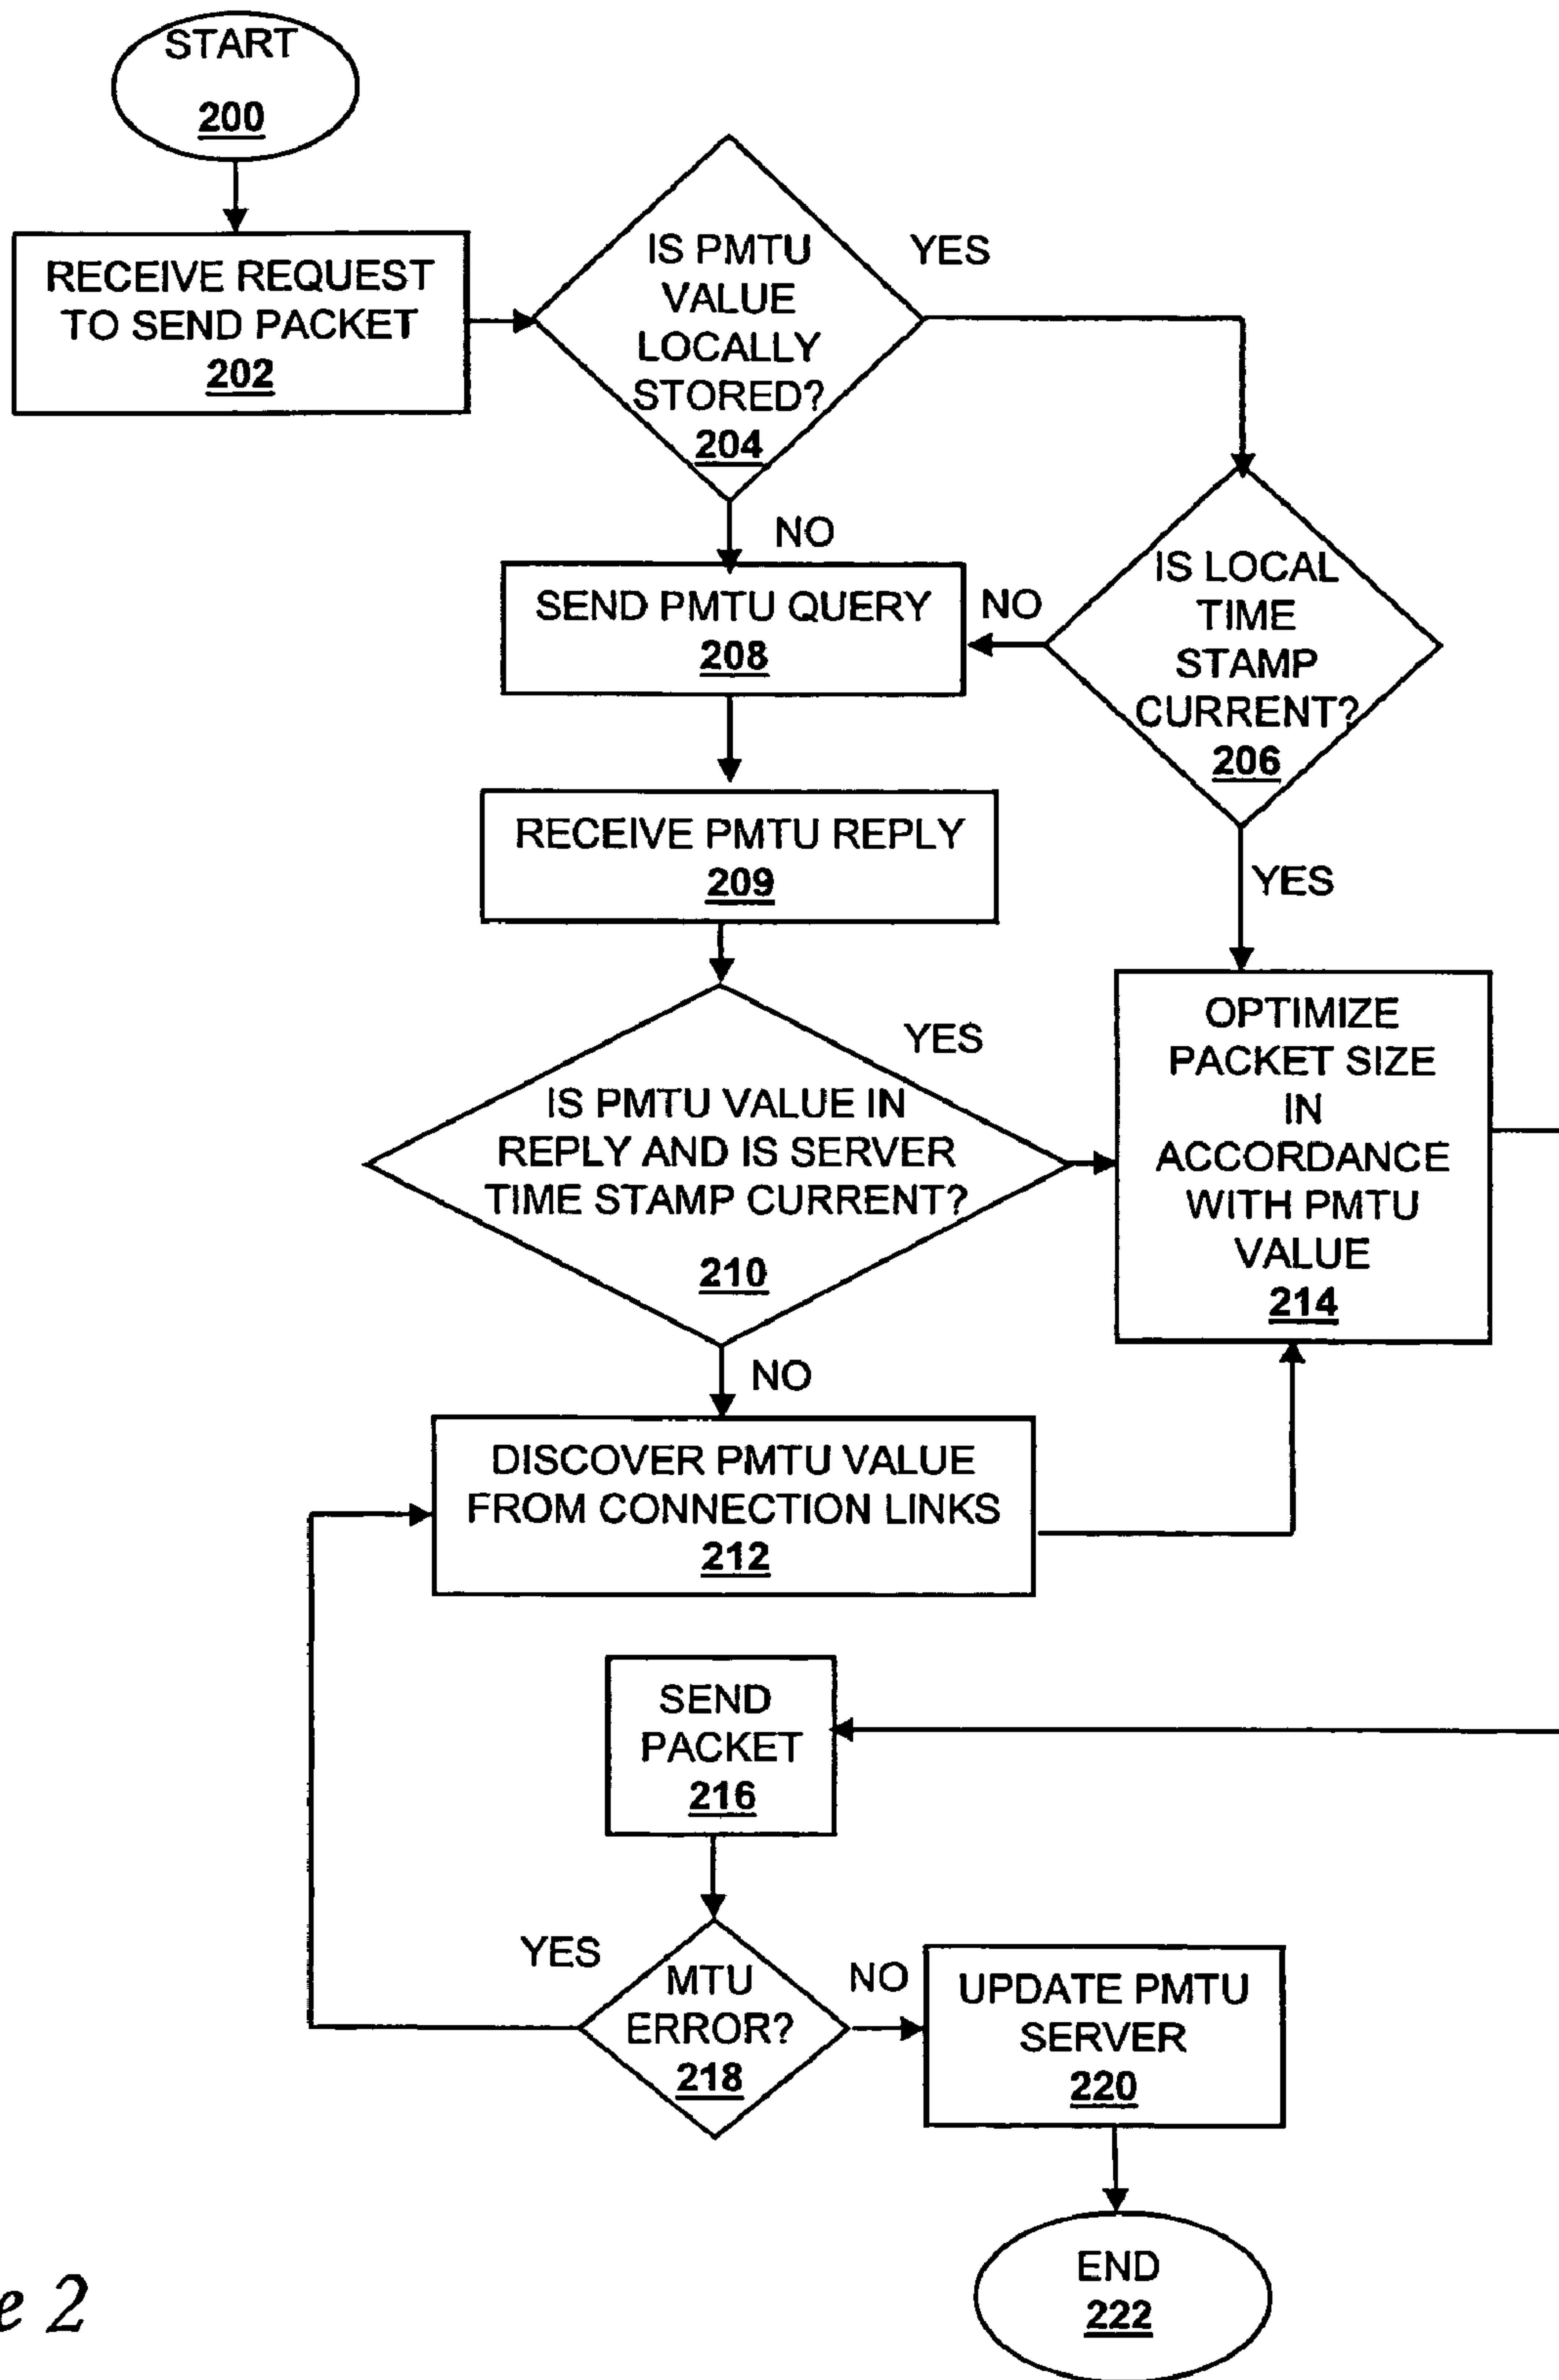 START
200
RECEIVE REQUEST
TO SEND PACKET
202
IS PMTU
VALUE
LOCALLY
STORED?
204
YES
NO
IS LOCAL
TIME
STAMP
CURRENT?
206
NO
YES
SEND PMTU QUERY
208
RECEIVE PMTU REPLY
209
IS PMTU VALUE IN
REPLY AND IS SERVER
TIME STAMP CURRENT?
210
YES
NO
OPTIMIZE
PACKET SIZE
IN
ACCORDANCE
WITH PMTU
VALUE
214
DISCOVER PMTU VALUE
FROM CONNECTION LINKS
212
SEND
PACKET
216
MTU
ERROR?
218
YES
NO
UPDATE PMTU
SERVER
220
END
222
e 2